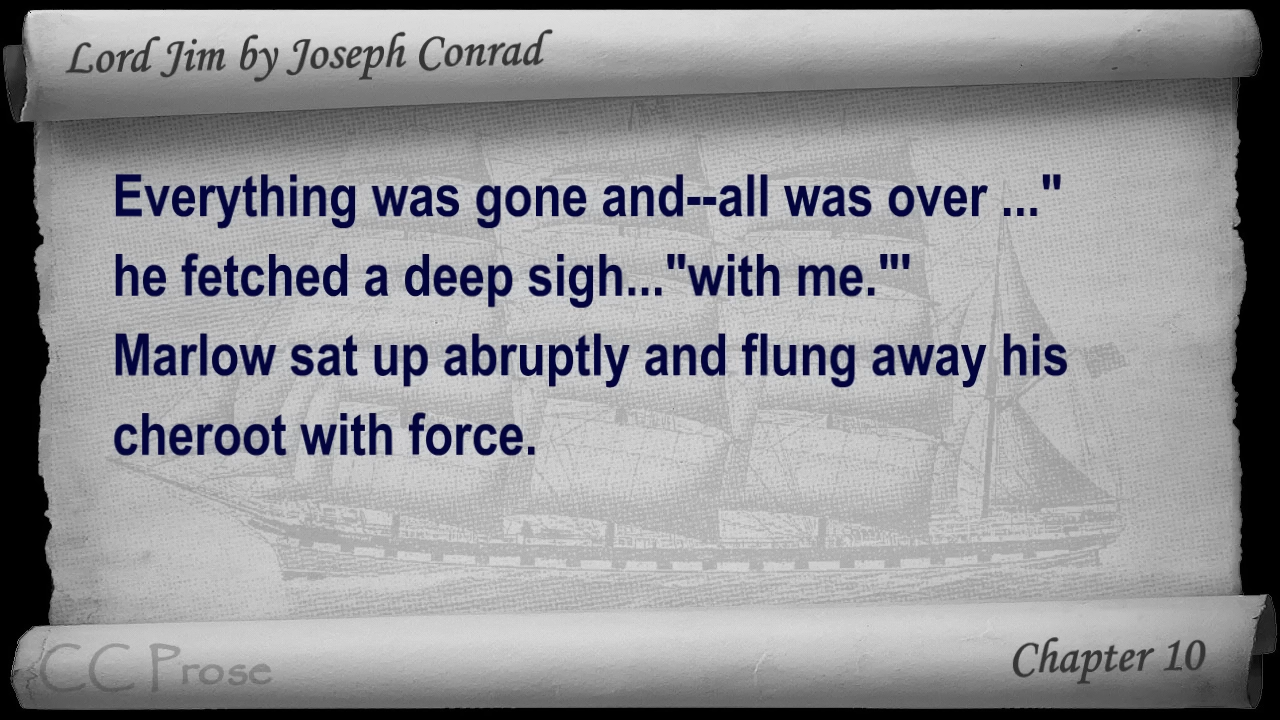 Lord Jim by Joseph Conrad
Everything was gone and--all was over ..."
he fetched a deep sigh..."with me."'
Marlow sat up abruptly and flung away his
cheroot with force.
CC Prose
Chapter 10